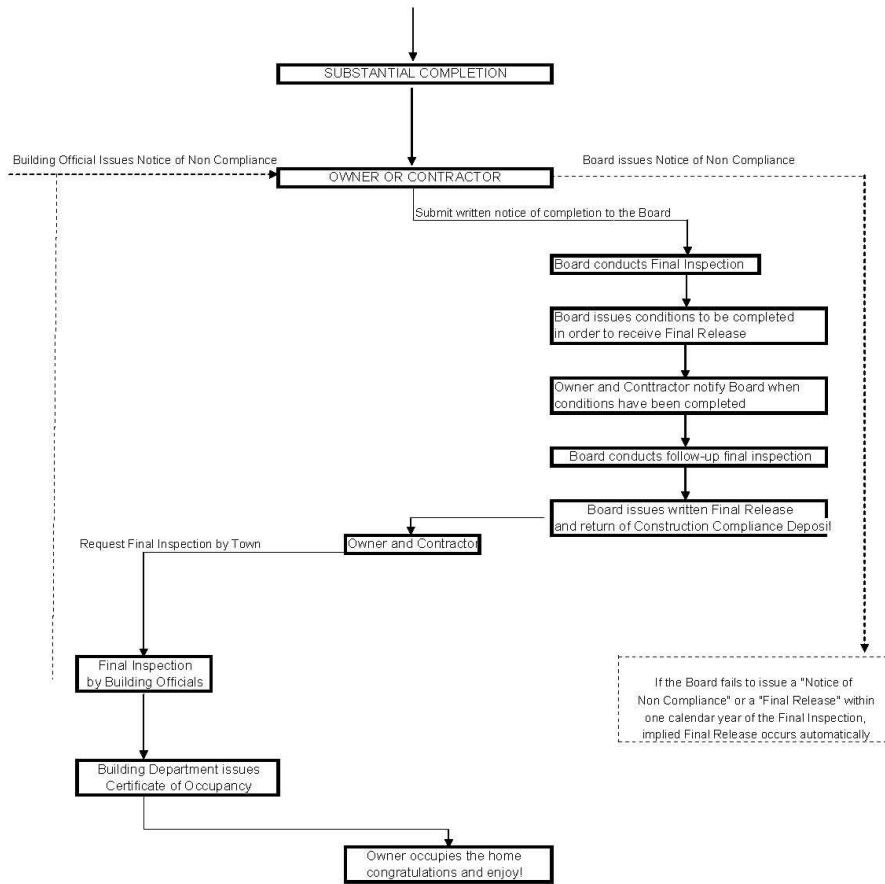 SUBSTANTIAL COMPLETION
Building Official Issues Notice of Non Compliance
Board issues Notice of Non Compliance
OWNER OR CONTRACTOR
Submit written notice of completion to the Board
Board conducts Final Inspection
Board issues conditions to be completed
in order to receive Final Release
Owner and Conttractor notify Board when
conditions have been completed
Board conducts follow-up final inspection
Board issues written Final Release
and return of Construction Compliance Deposit
Owner and Contractor
Request Final Inspection by Town
Final Inspection
by Building Officials
If the Board fails to issue a "Notice of
Non Compliance" or a "Final Release" within
one calendar year of the Final Inspection,
implied Final Release occurs automatically
Building Department issues
Certificate of Occupancy
Owner occupies the home
congratulations and enjoy!